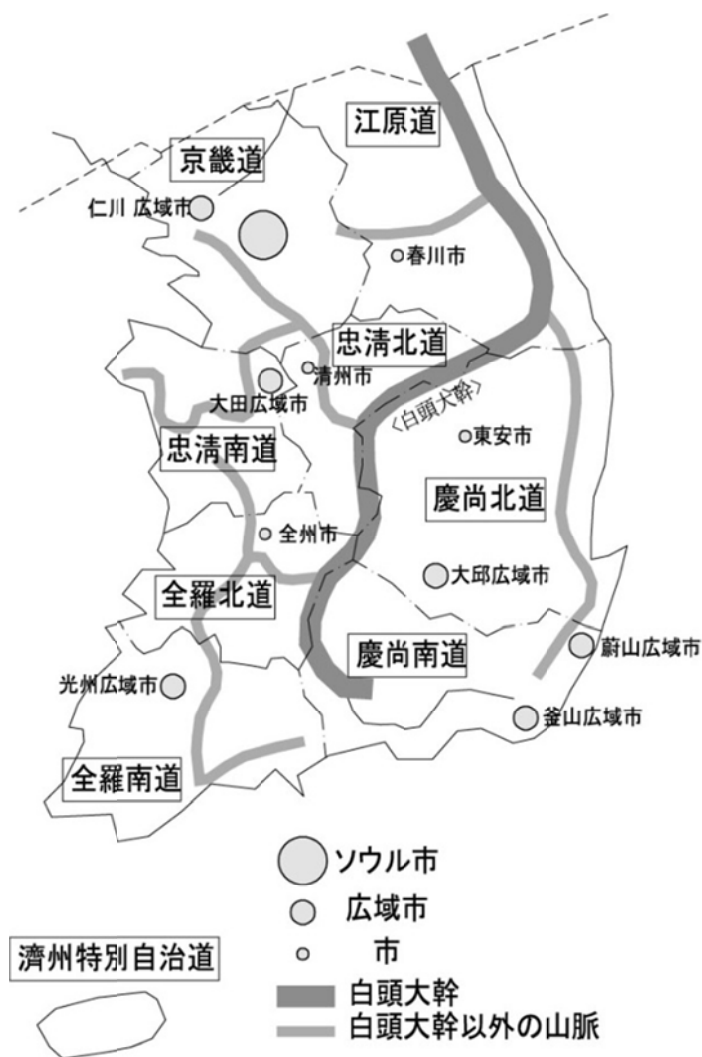 江原道
京畿道
仁川 広域市
春川市
忠淸北道
清州市
大田広域市
<白頭大幹>
東安市
忠淸南道
慶尚北道
全州市
大邱広域市
全羅北道
慶尚南道
蔚山広域市
光州広域市
釜山広域市
全羅南道
ソウル市
広域市
市
濟州特別自治道
白頭大幹
白頭大幹以外の山脈